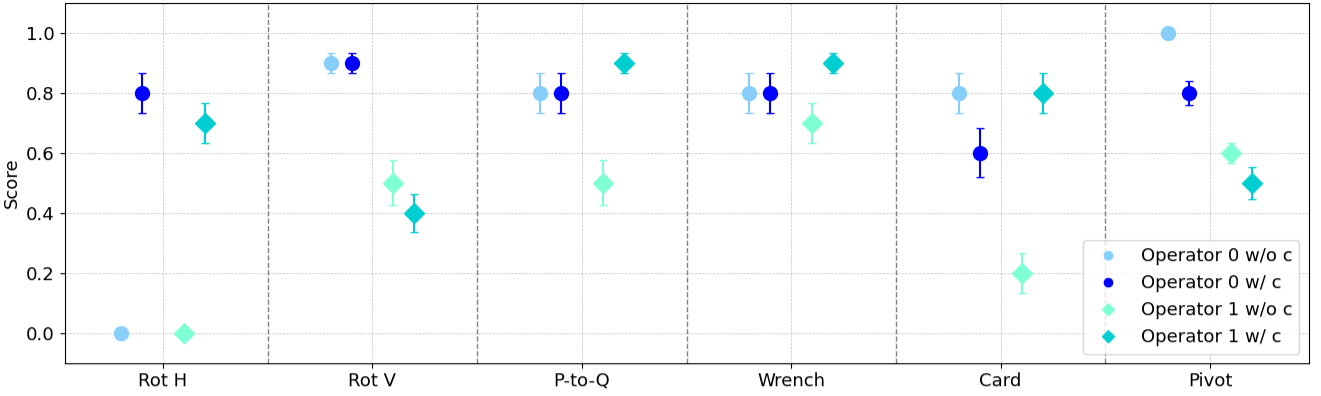 1.0
0.8
0.6
0.4
0.2
0.0
Score
Rot H
Rot V
P-to-Q
Wrench
Card
Pivot
Operator 0 w/o c
Operator 0 w/ c
Operator 1 w/o c
Operator 1 w/ c